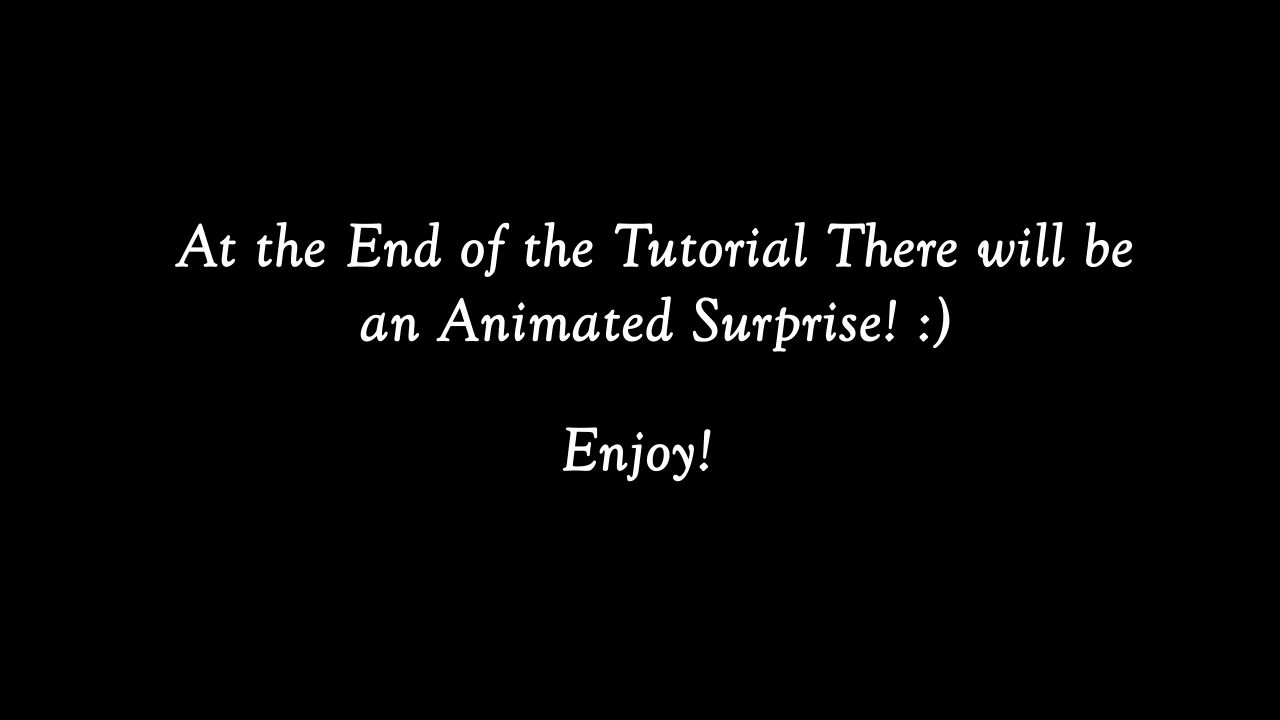 At the End of the Tutorial There will be
an Animated Surprise! :)
Enjoy!